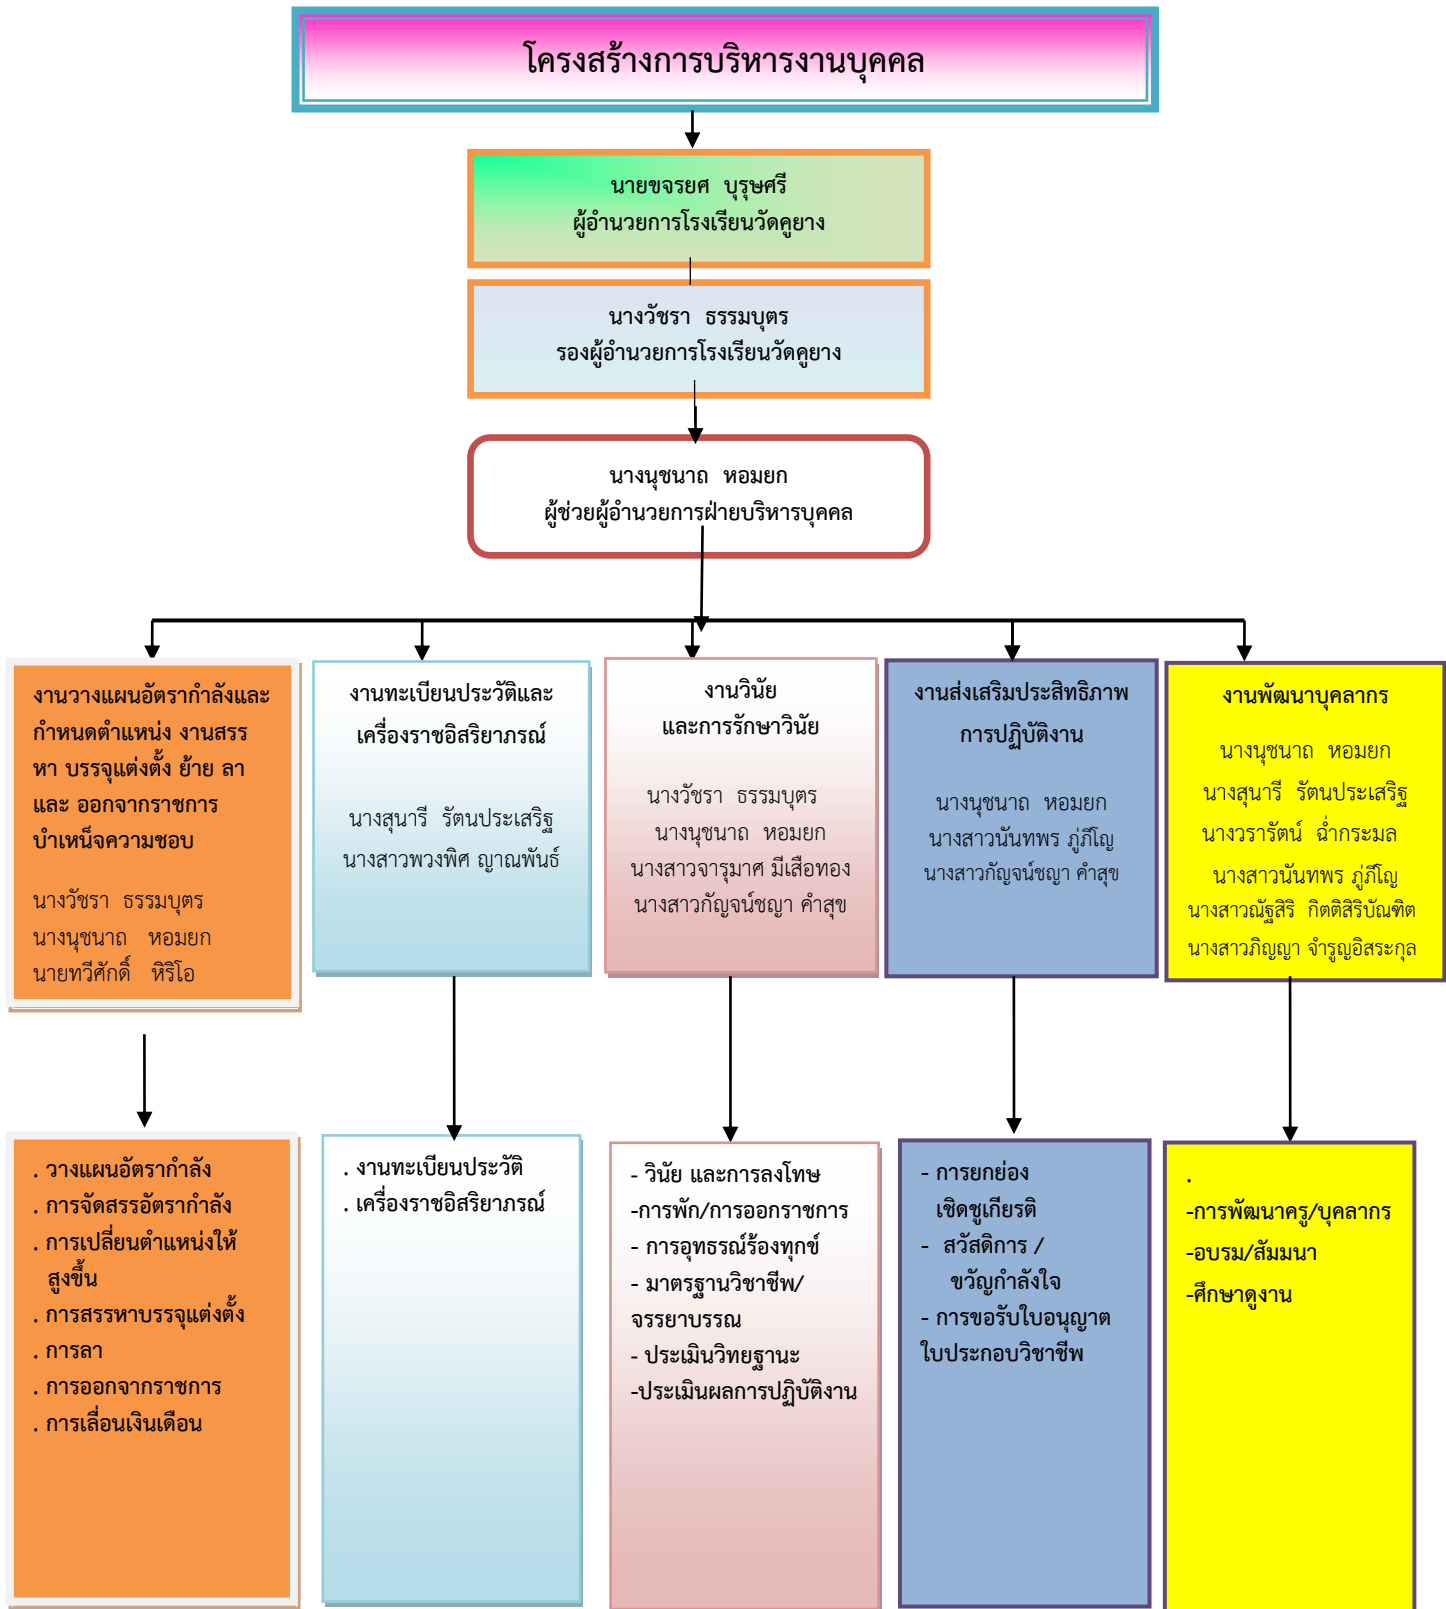 โครงสร้างการบริหารงานบุคคล
นายขจรยศ บุรุษศรี
ผู้อำนวยการโรงเรียนวัดคูยาง
นางวัชรา ธรรมบุตร
รองผู้อำนวยการโรงเรียนวัดคูยาง
นางนุชนาถ หอมยก
ผู้ช่วยผู้อำนวยการฝ่ายบริหารบุคคล
งานวางแผนอัตรากำลังและ
กำหนดตำแหน่ง งานสรร
หา บรรจุแต่งตั้ง ย้าย ลา
และ ออกจากราชการ
บำเหน็จความชอบ
นางวัชรา ธรรมบุตร
นางนุชนาถ หอมยก
นายทวีศักดิ์ หิริโอ
งานทะเบียนประวัติและ
เครื่องราชอิสริยาภรณ์
นางสุนารี รัตนประเสริฐ
นางสาวพวงพิศ ญาณพันธ์
งานวินัย
และการรักษาวินัย
นางวัชรา ธรรมบุตร
นางนุชนาถ หอมยก
นางสาวจารุมาศ มีเสือทอง
นางสาวกัญจน์ชญา คำสุข
งานส่งเสริมประสิทธิภาพ
การปฏิบัติงาน
นางนุชนาถ หอมยก
นางสาวนันทพร ภู่ภิโญ
นางสาวกัญจน์ชญา คำสุข
งานพัฒนาบุคลากร
นางนุชนาถ หอมยก
นางสุนารี รัตนประเสริฐ
นางวรารัตน์ ฉ่ำกระมล
นางสาวนันทพร ภู่ภิโญ
นางสาวณัฐสิริ กิตติสิริบัณฑิต
นางสาวภิญญา จำรูญอิสระกุล
. วางแผนอัตรากำลัง
. การจัดสรรอัตรากำลัง
. การเปลี่ยนตำแหน่งให้
สูงขึ้น
. การสรรหาบรรจุแต่งตั้ง
. การลา
. การออกจากราชการ
. การเลื่อนเงินเดือน
. งานทะเบียนประวัติ
. เครื่องราชอิสริยาภรณ์
- วินัย และการลงโทษ
-การพัก/การออกราชการ
- การอุทธรณ์ร้องทุกข์
- มาตรฐานวิชาชีพ/
จรรยาบรรณ
- ประเมินวิทยฐานะ
-ประเมินผลการปฏิบัติงาน
- การยกย่อง
เชิดชูเกียรติ
- สวัสดิการ /
ขวัญกำลังใจ
- การขอรับใบอนุญาต
ใบประกอบวิชาชีพ
.
-การพัฒนาครู/บุคลากร
-อบรม/สัมมนา
-ศึกษาดูงาน